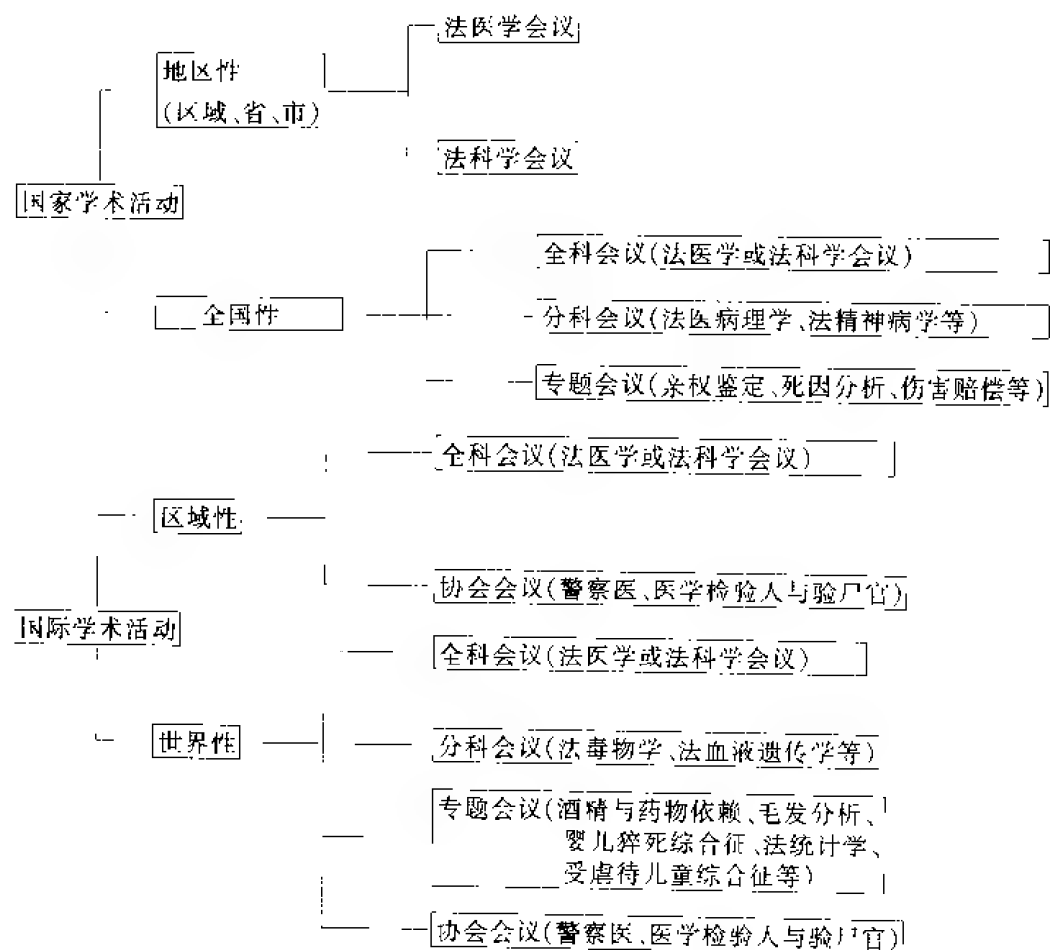 法医学会议
地区性
(区域、省、市)
法科学会议
国家学术活动
全科会议(法医学或法科学会议)
全国性
分科会议(法医病理学、法精神病学等)
专题会议(亲权鉴定、死因分析、伤害赔偿等)
全科会议(法医学或法科学会议)
区域性
协会会议(警察医、医学检验人与验尸官)
国际学术活动
全科会议(法医学或法科学会议)
世界性
分科会议(法毒物学、法血液遗传学等)
专题会议(酒精与药物依赖、毛发分析、
婴儿猝死综合征、法统计学、
受虐待儿童综合征等)
协会会议(警察医、医学检验人与验尸官)